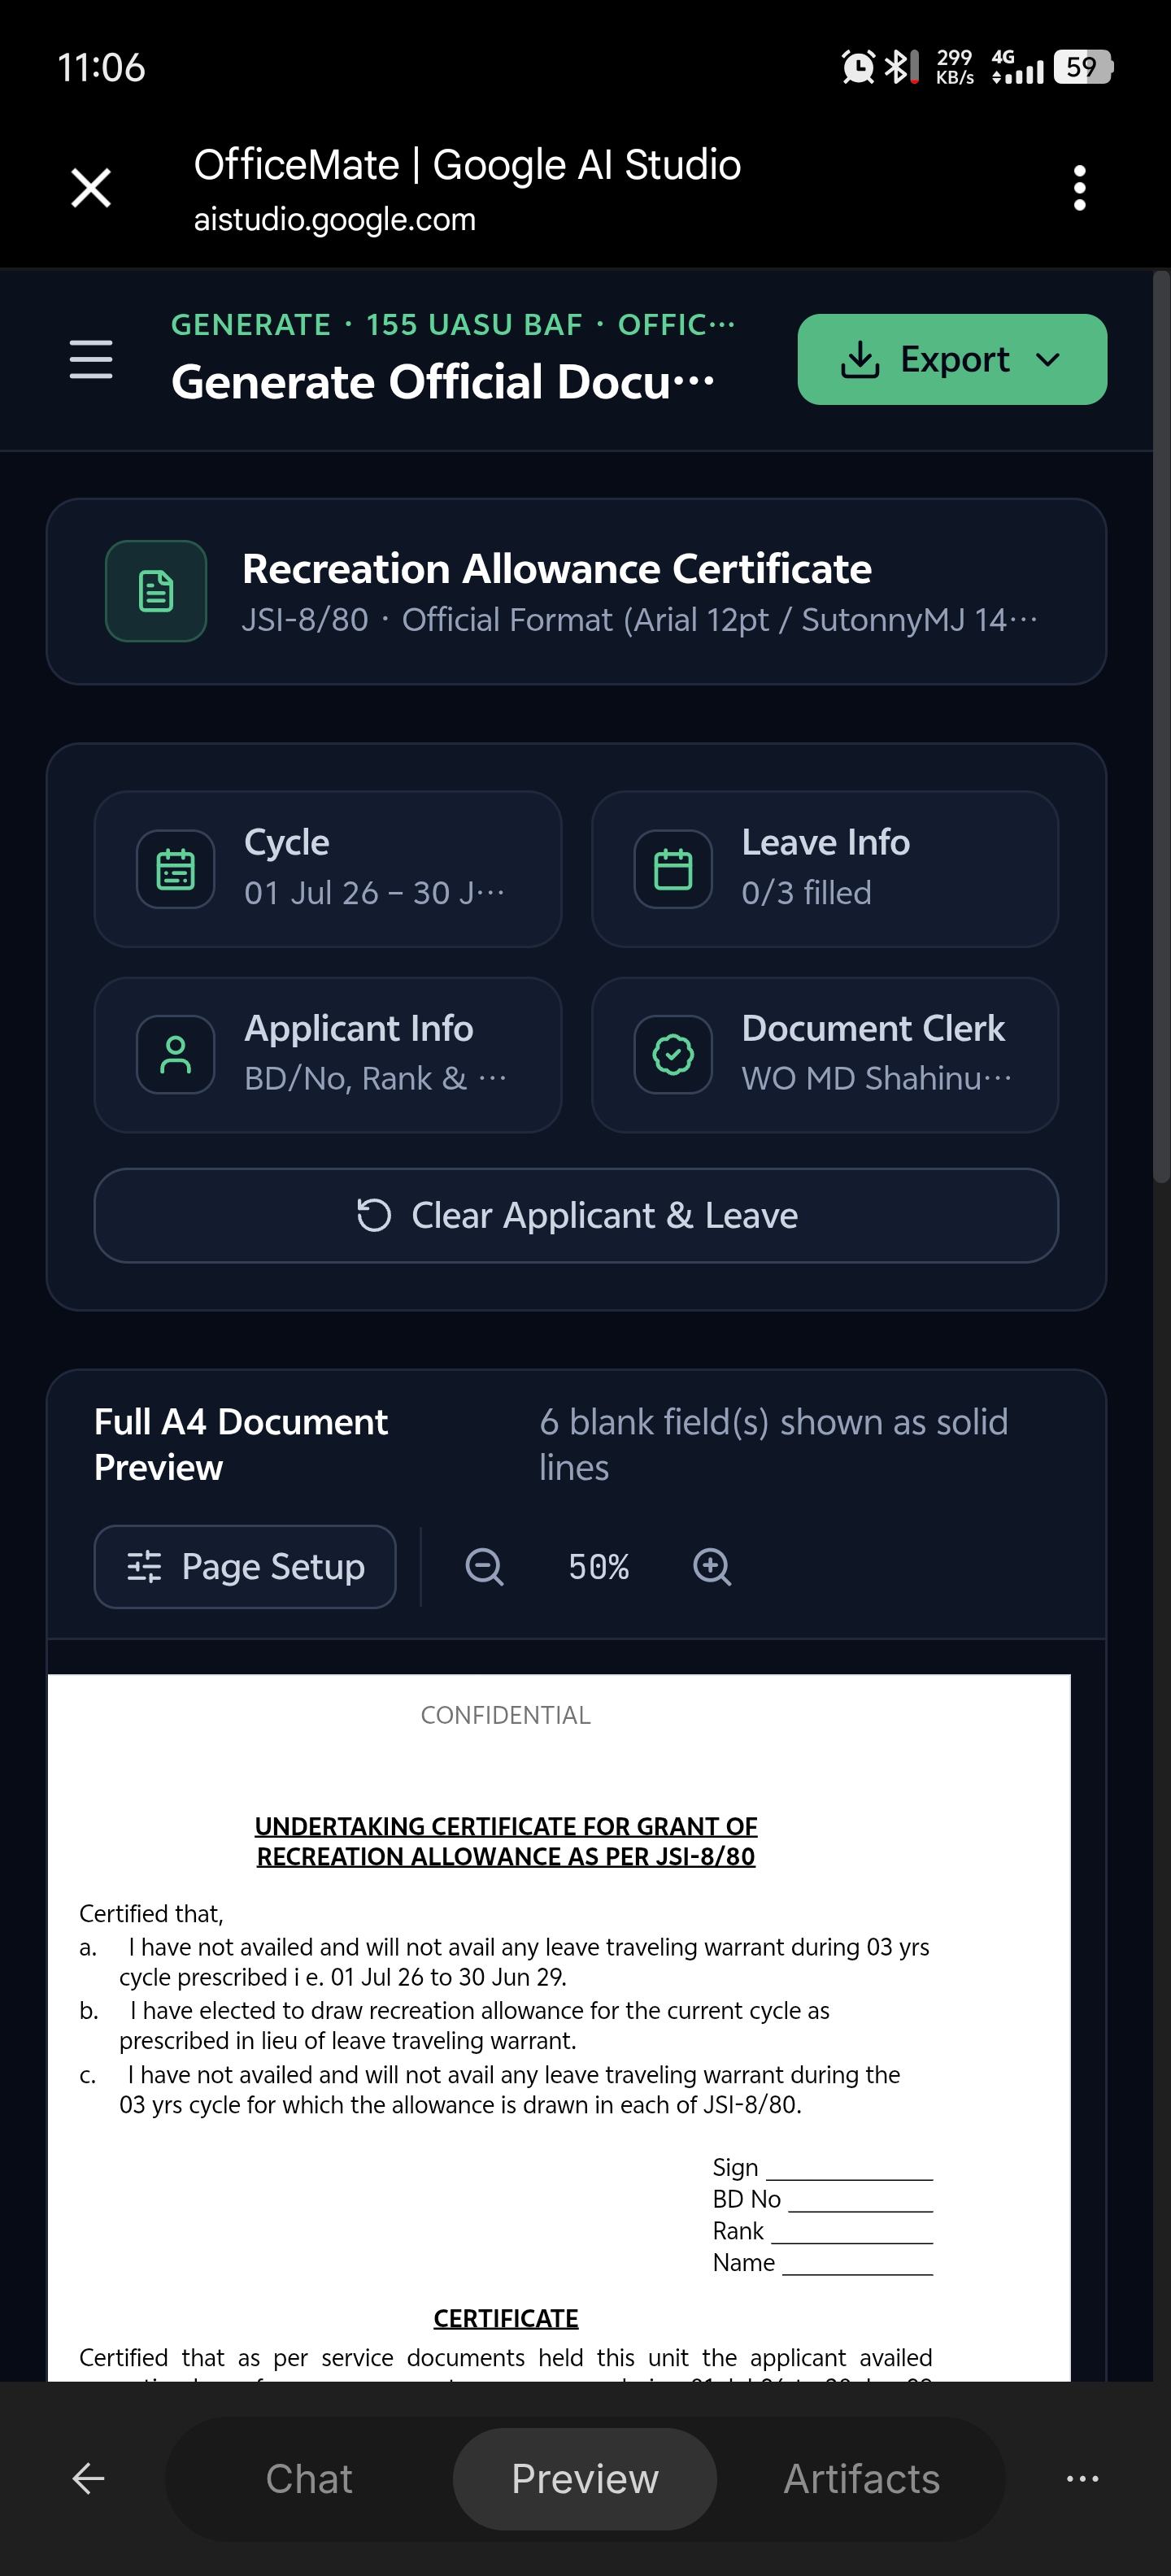 11:06
299 KB/s
4G
59
OfficeMate | Google AI Studio
aistudio.google.com
GENERATE · 155 UASU BAF · OFFIC···
Generate Official Docu···
Export
Recreation Allowance Certificate
JSI-8/80 · Official Format (Arial 12pt / SutonnyMJ 14···
Cycle
01 Jul 26 – 30 J···
Leave Info
0/3 filled
Applicant Info
BD/No, Rank & ···
Document Clerk
WO MD Shahinu···
Clear Applicant & Leave
Full A4 Document
Preview
6 blank field(s) shown as solid
lines
Page Setup
50%
CONFIDENTIAL
UNDERTAKING CERTIFICATE FOR GRANT OF
RECREATION ALLOWANCE AS PER JSI-8/80
Certified that,
a. I have not availed and will not avail any leave traveling warrant during 03 yrs
cycle prescribed i e. 01 Jul 26 to 30 Jun 29.
b. I have elected to draw recreation allowance for the current cycle as
prescribed in lieu of leave traveling warrant.
c. I have not availed and will not avail any leave traveling warrant during the
03 yrs cycle for which the allowance is drawn in each of JSI-8/80.
Sign
BD No
Rank
Name
CERTIFICATE
Certified that as per service documents held this unit the applicant availed
Chat
Preview
Artifacts